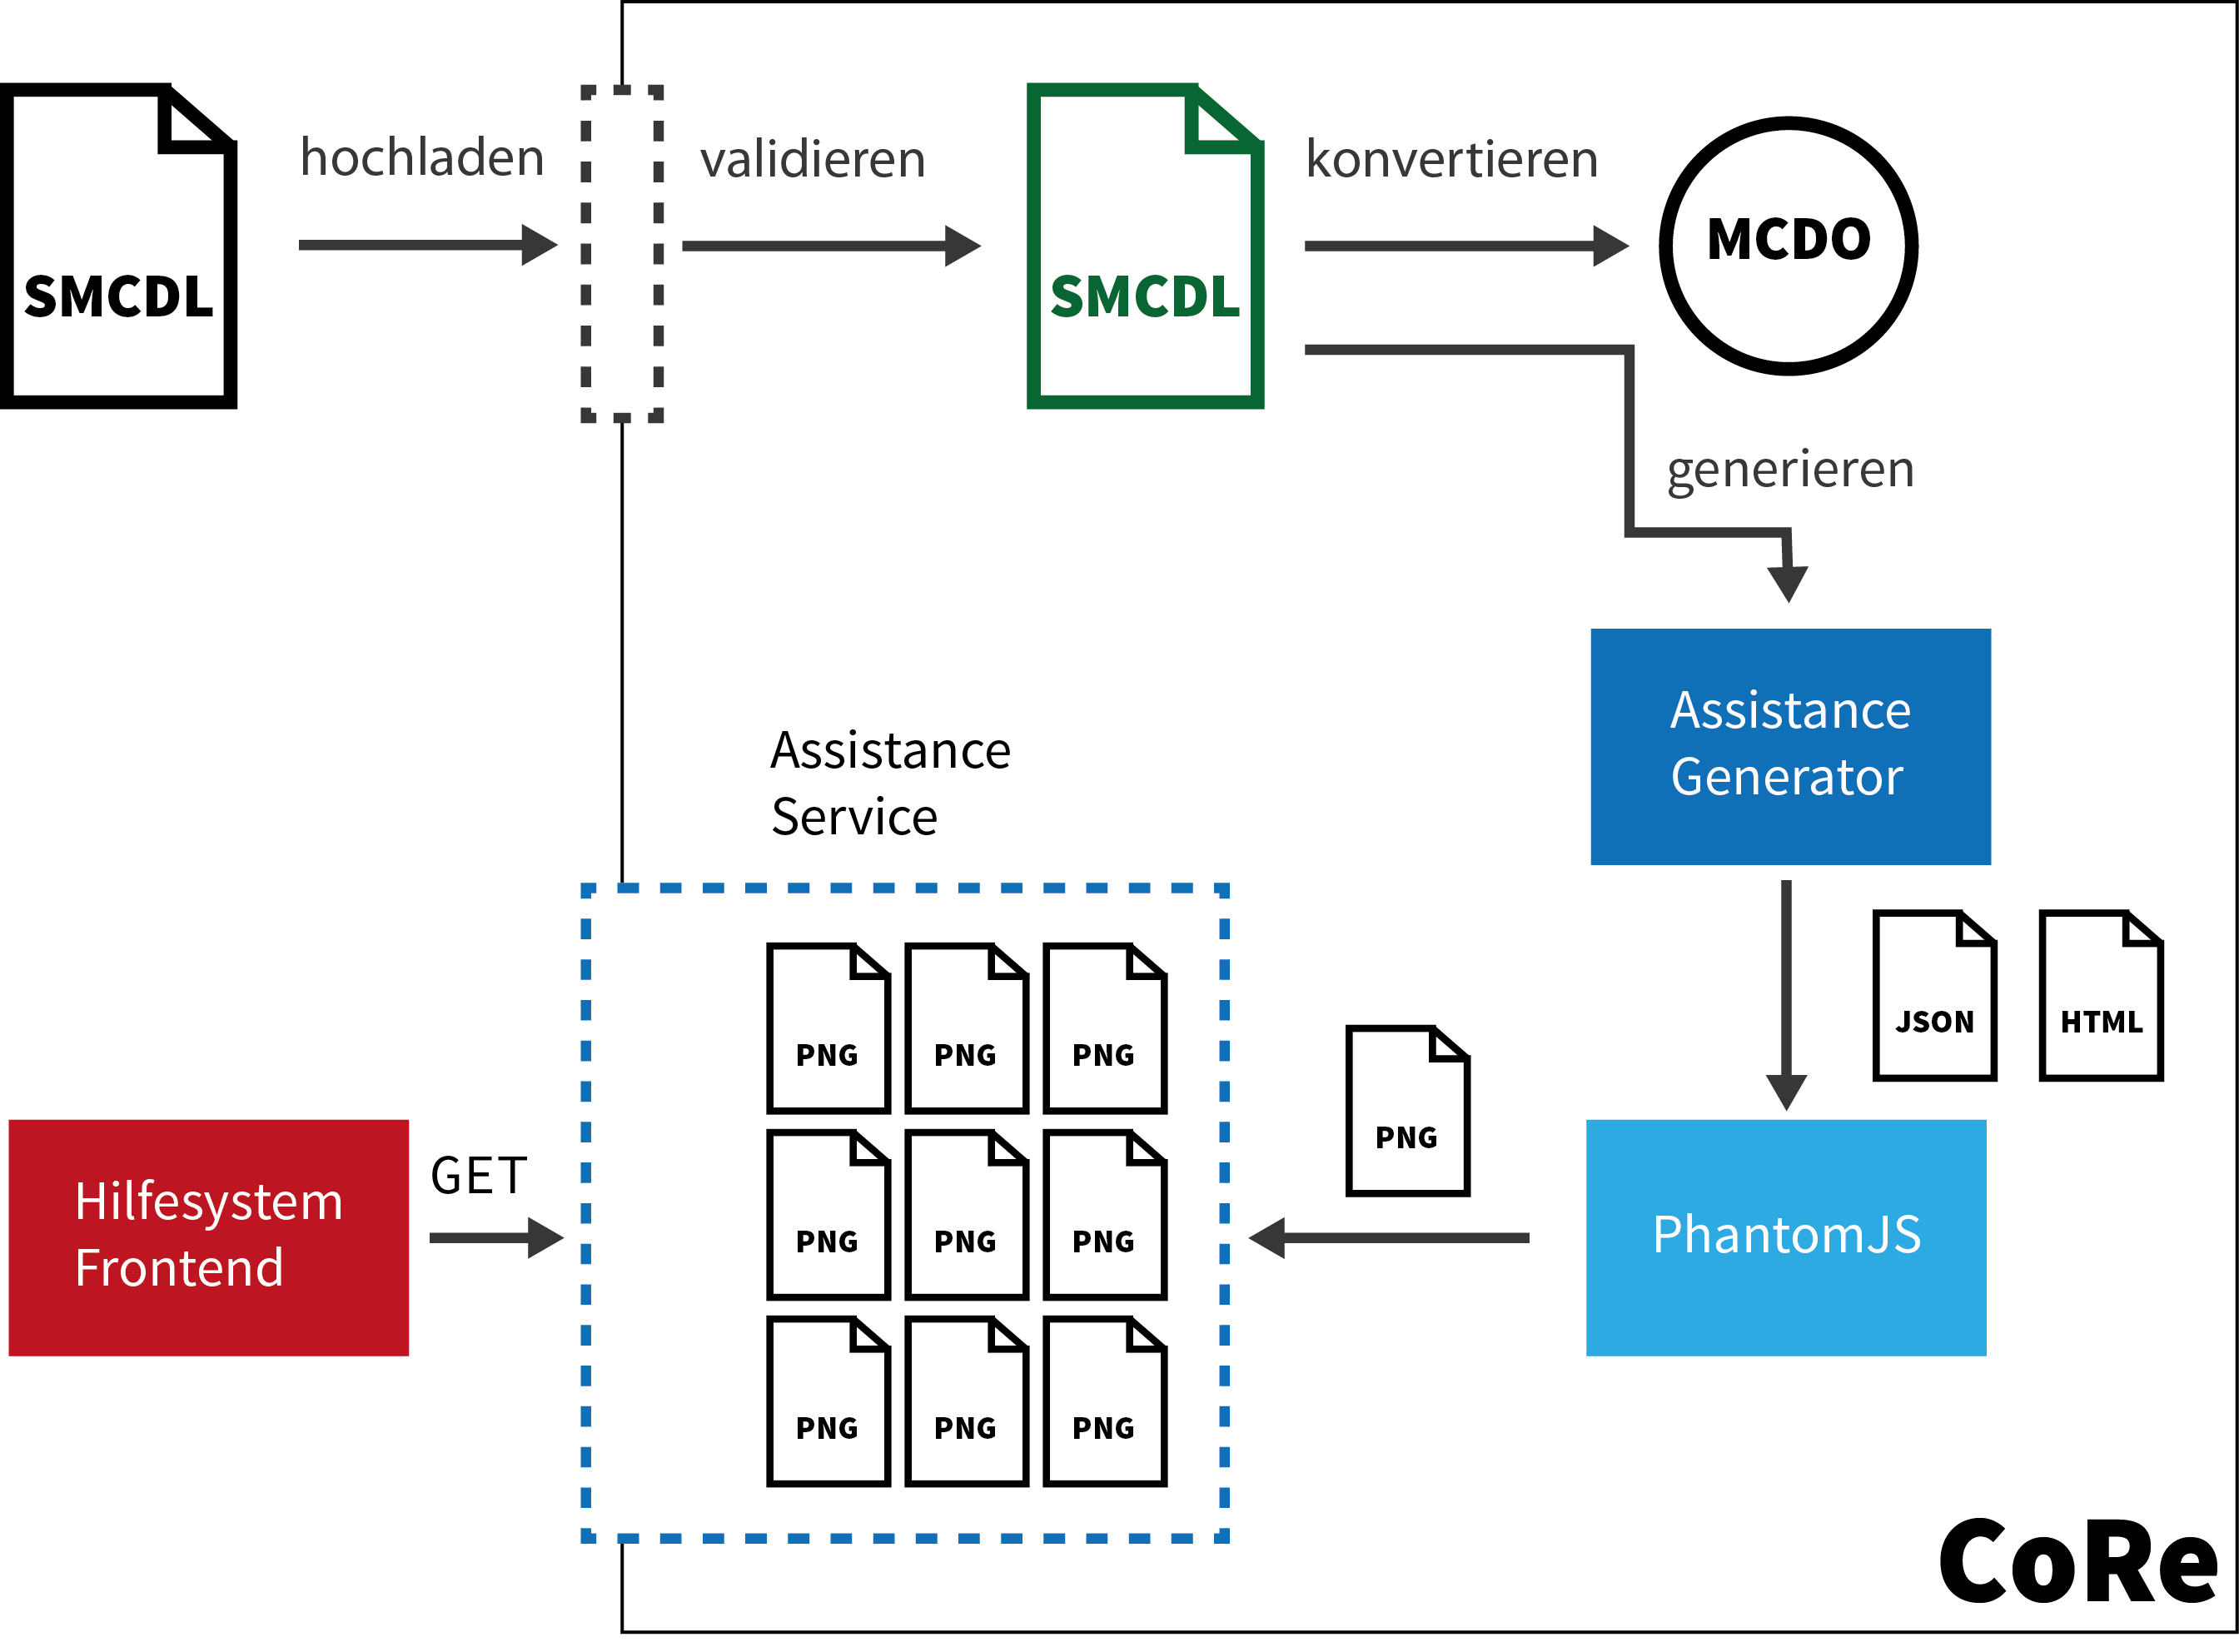 hochladen
validieren
konvertieren
SMCDL
SMCDL
MCDO
generieren
Assistance
Generator
Assistance
Service
JSON
HTML
PNG
PNG
PNG
PNG
PNG
PNG
PNG
PNG
PNG
PNG
GET
Hilfesystem
Frontend
PhantomJS
CoRe